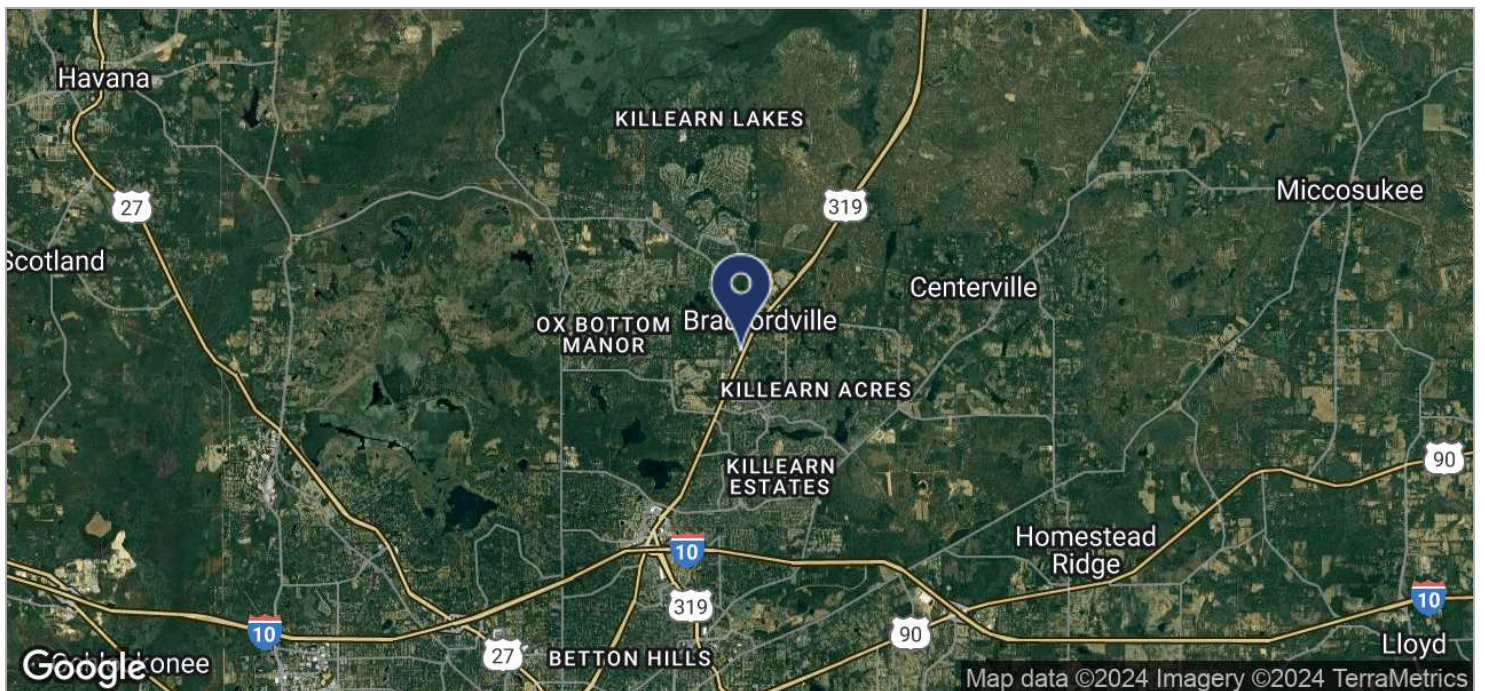 Havana
KILLEARN LAKES
27
319
Miccosukee
Scotland
Centerville
OX BOTTOM
MANOR
Bradfordville
KILLEARN ACRES
KILLEARN
ESTATES
90
Homestead
Ridge
10
319
10
10
90
27
BETTON HILLS
Lloyd
Google
Map data ©2024 Imagery ©2024 TerraMetrics